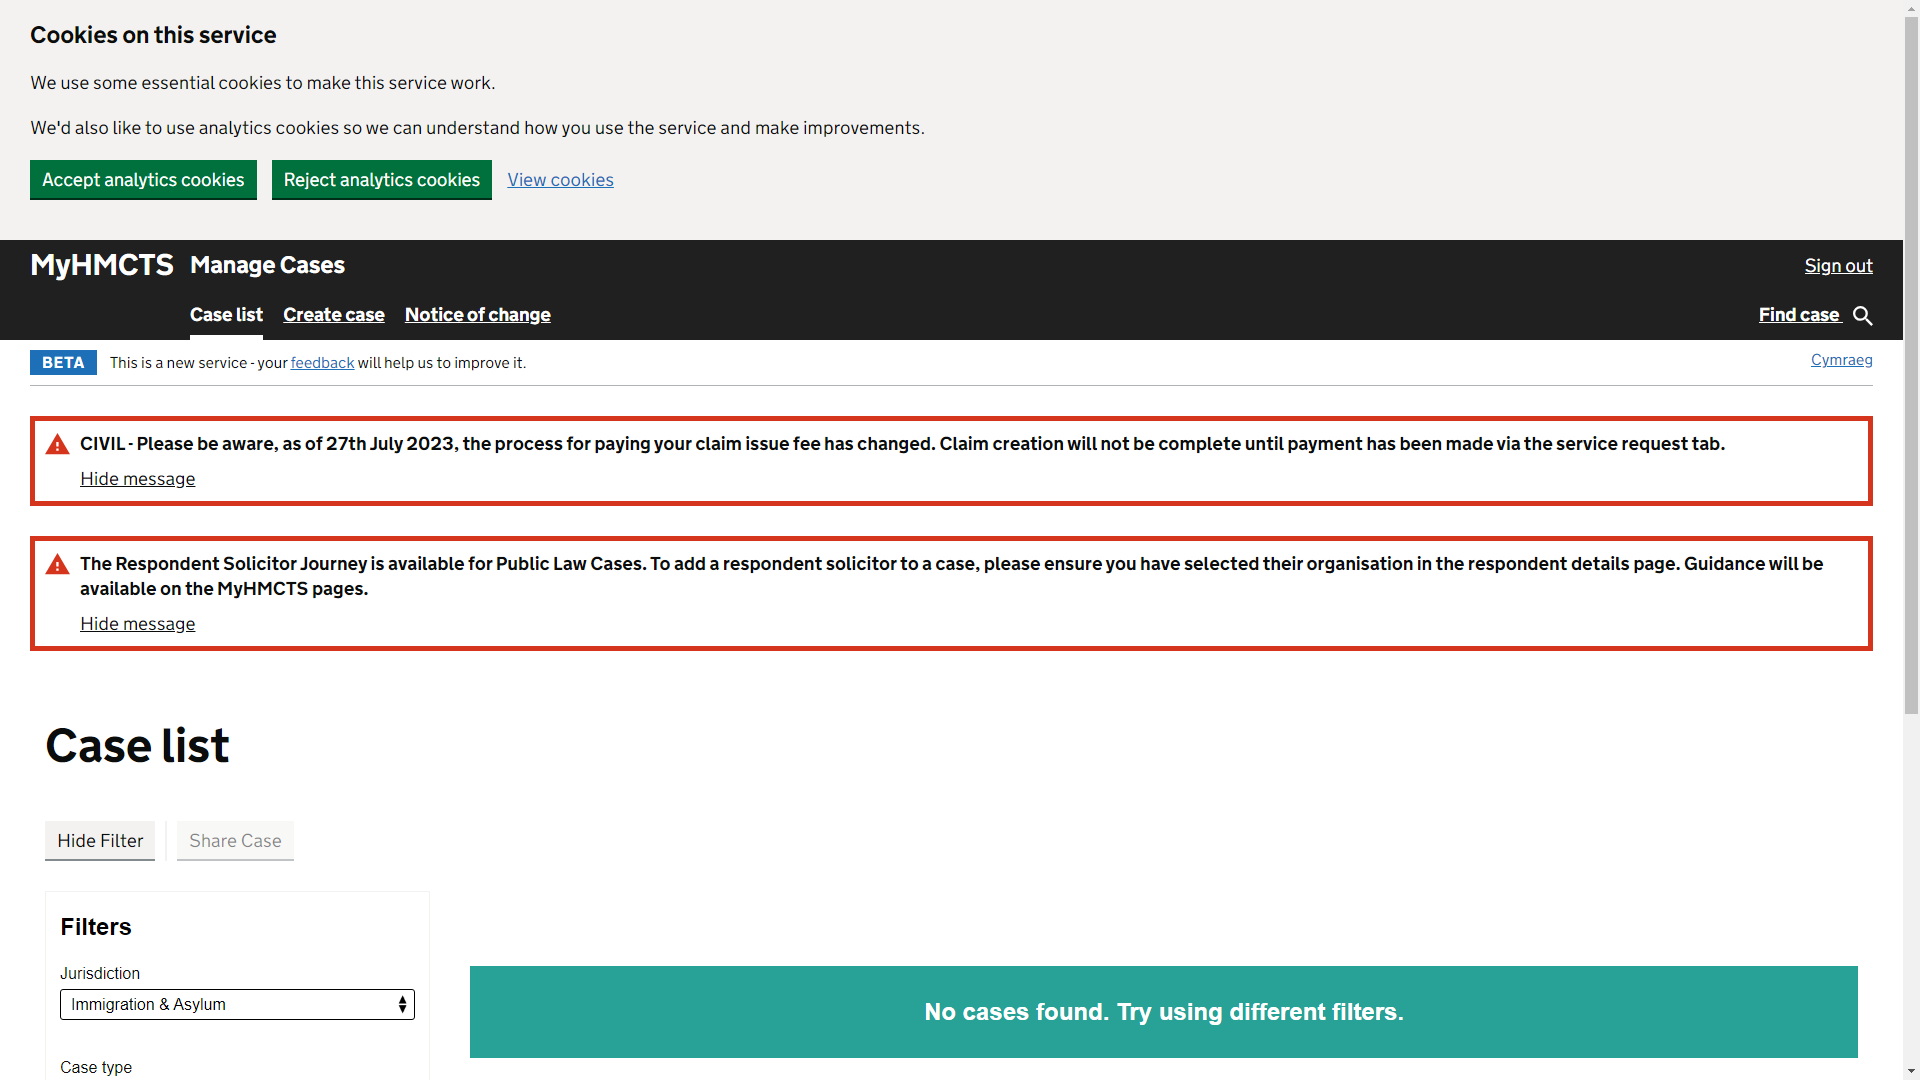 Cookies on this service
We use some essential cookies to make this service work.
We'd also like to use analytics cookies so we can understand how you use the service and make improvements.
Accept analytics cookies Reject analytics cookies View cookies
MyHMCTS Manage Cases Sign out
Case list Create case Notice of change Find case
BETA This is a new service - your feedback will help us to improve it. Cymraeg
CIVIL - Please be aware, as of 27th July 2023, the process for paying your claim issue fee has changed. Claim creation will not be complete until payment has been made via the service request tab.
Hide message
The Respondent Solicitor Journey is available for Public Law Cases. To add a respondent solicitor to a case, please ensure you have selected their organisation in the respondent details page. Guidance will be
available on the MyHMCTS pages.
Hide message
Case list
Hide Filter Share Case
Filters
Jurisdiction
Immigration & Asylum
No cases found. Try using different filters.
Case type